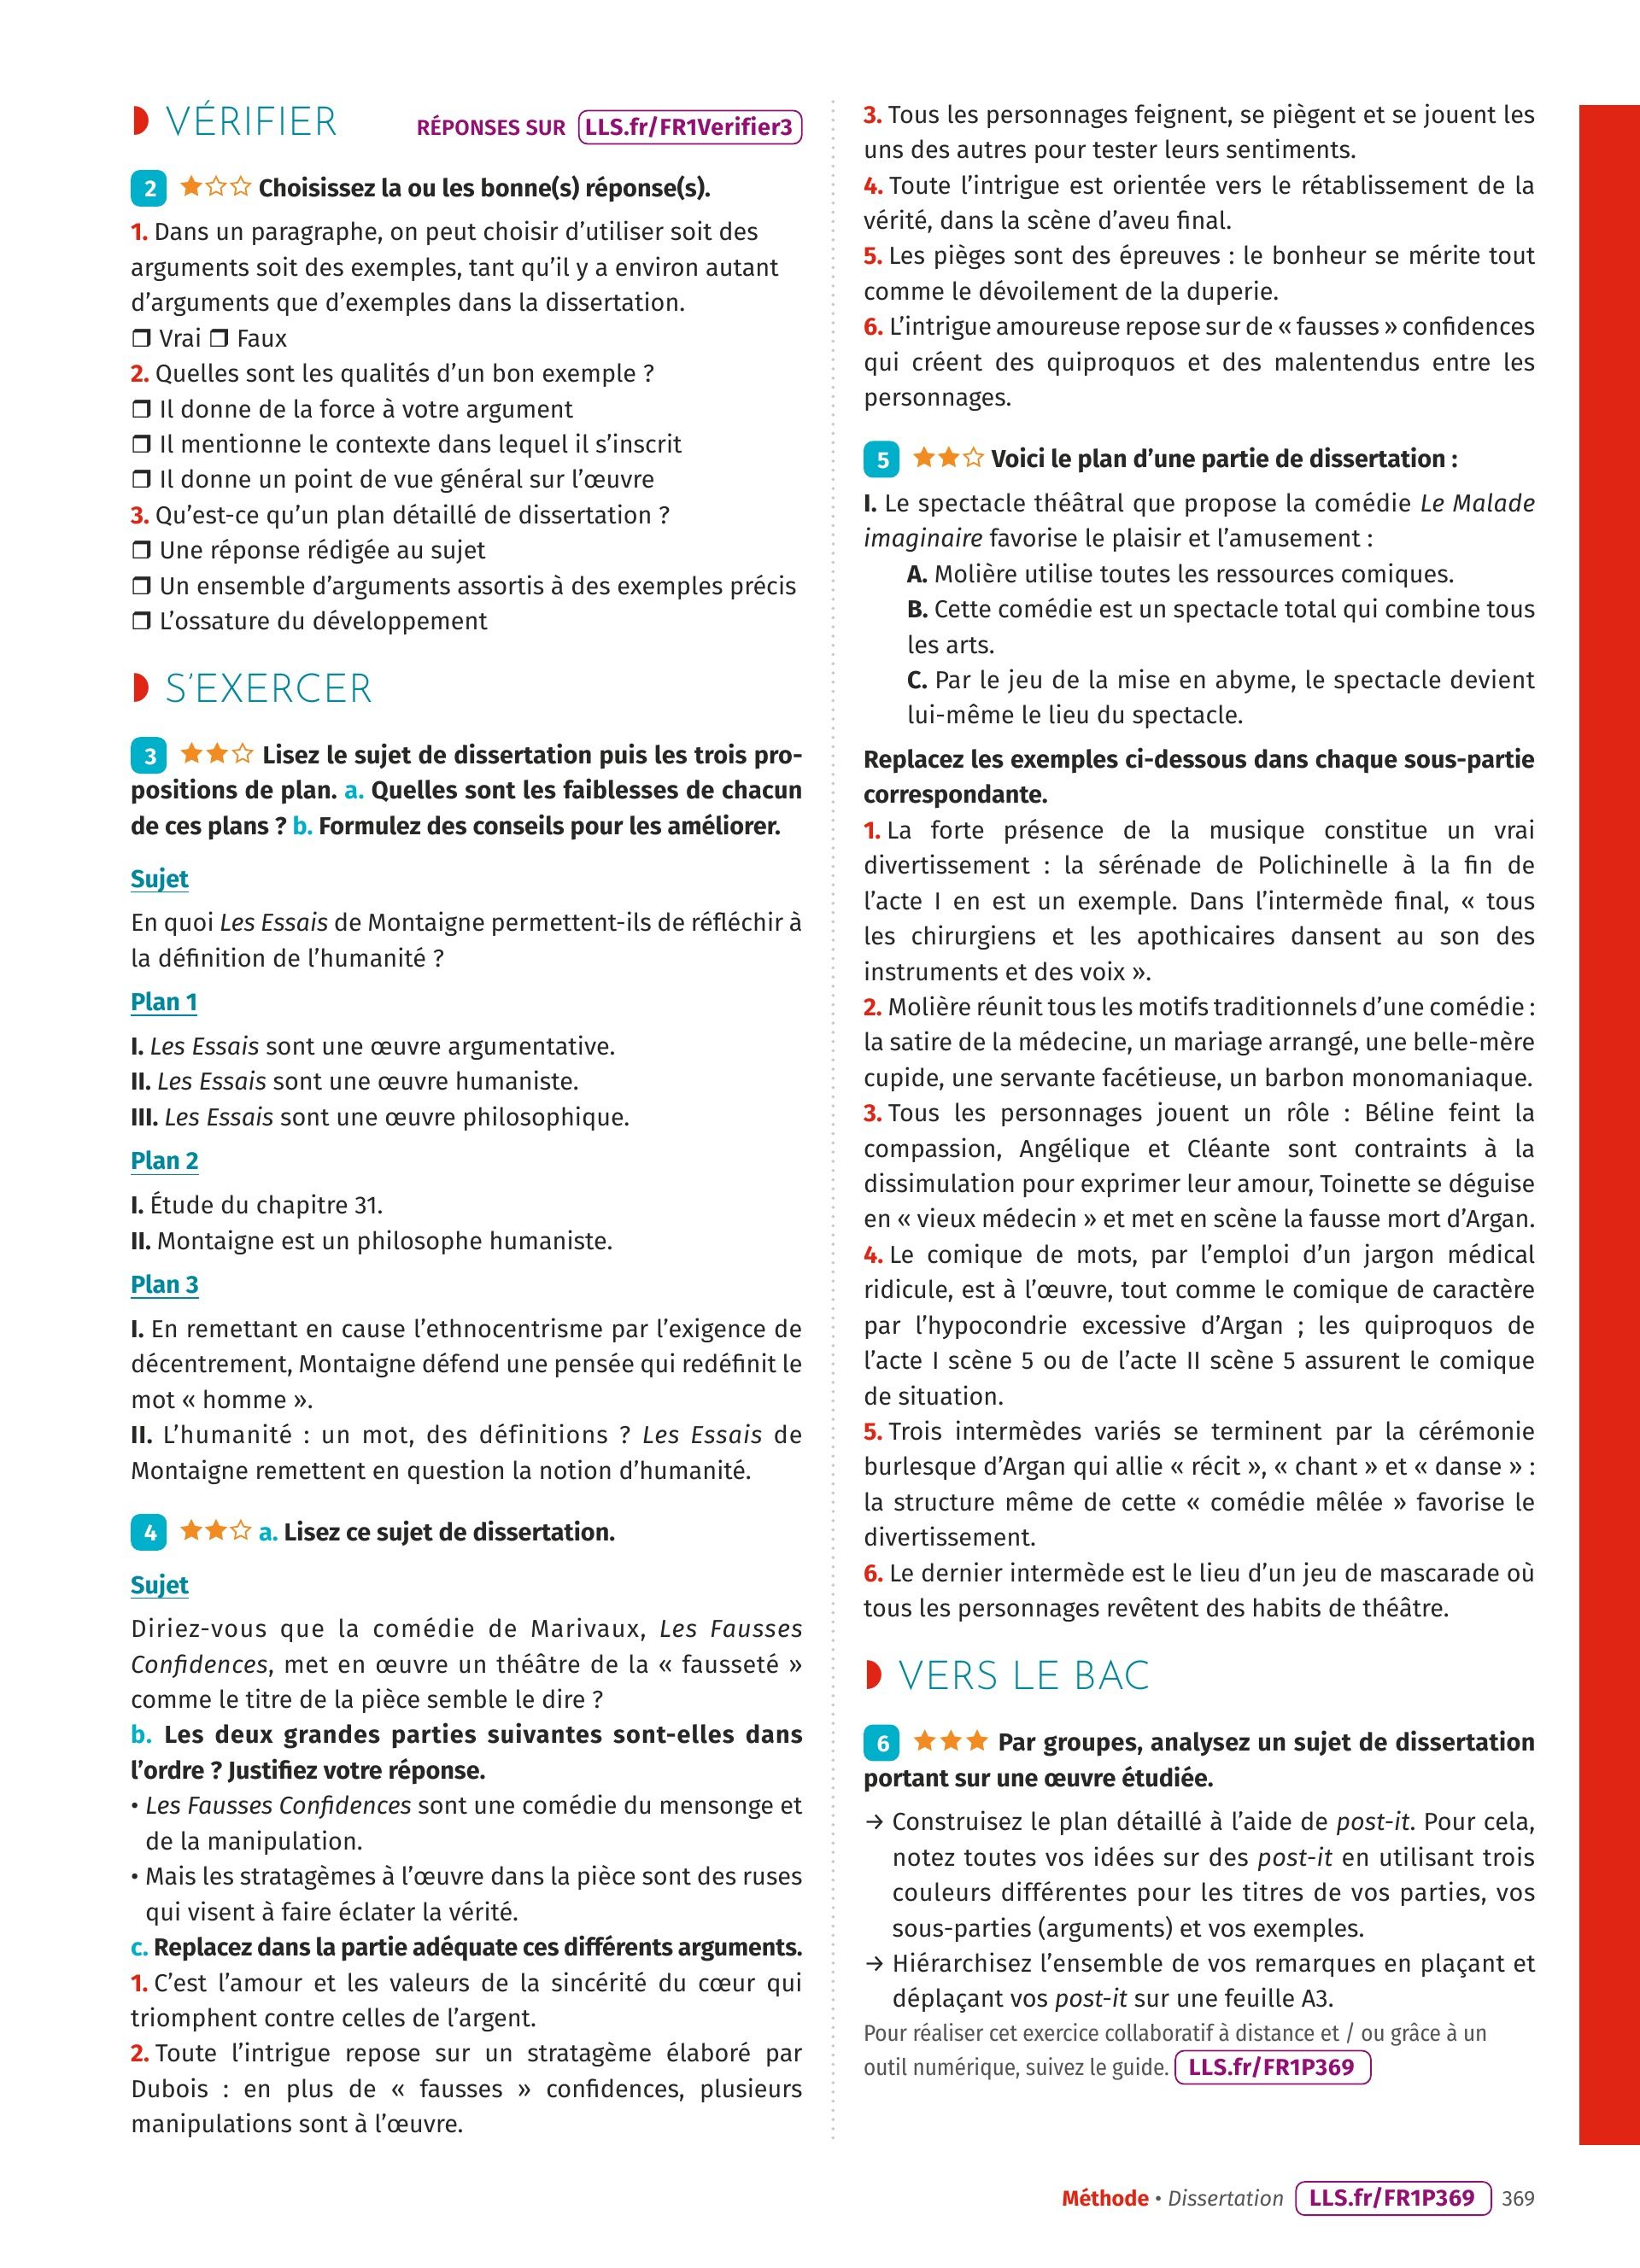 VÉRIFIER
RÉPONSES SUR LLS.fr/FR1Verifier3
2 ★☆☆ Choisissez la ou les bonne(s) réponse(s).
1. Dans un paragraphe, on peut choisir d’utiliser soit des
arguments soit des exemples, tant qu’il y a environ autant
d’arguments que d’exemples dans la dissertation.
❒ Vrai ❒ Faux
2. Quelles sont les qualités d’un bon exemple ?
❒ Il donne de la force à votre argument
❒ Il mentionne le contexte dans lequel il s’inscrit
❒ Il donne un point de vue général sur l’œuvre
3. Qu’est-ce qu’un plan détaillé de dissertation ?
❒ Une réponse rédigée au sujet
❒ Un ensemble d’arguments assortis à des exemples précis
❒ L’ossature du développement
S’EXERCER
3 ★★☆ Lisez le sujet de dissertation puis les trois pro-
positions de plan. a. Quelles sont les faiblesses de chacun
de ces plans ? b. Formulez des conseils pour les améliorer.
Sujet
En quoi Les Essais de Montaigne permettent-ils de réfléchir à
la définition de l’humanité ?
Plan 1
I. Les Essais sont une œuvre argumentative.
II. Les Essais sont une œuvre humaniste.
III. Les Essais sont une œuvre philosophique.
Plan 2
I. Étude du chapitre 31.
II. Montaigne est un philosophe humaniste.
Plan 3
I. En remettant en cause l’ethnocentrisme par l’exigence de
décentrement, Montaigne défend une pensée qui redéfinit le
mot « homme ».
II. L’humanité : un mot, des définitions ? Les Essais de
Montaigne remettent en question la notion d’humanité.
4 ★★☆ a. Lisez ce sujet de dissertation.
Sujet
Diriez-vous que la comédie de Marivaux, Les Fausses
Confidences, met en œuvre un théâtre de la « fausseté »
comme le titre de la pièce semble le dire ?
b. Les deux grandes parties suivantes sont-elles dans
l’ordre ? Justifiez votre réponse.
• Les Fausses Confidences sont une comédie du mensonge et
de la manipulation.
• Mais les stratagèmes à l’œuvre dans la pièce sont des ruses
qui visent à faire éclater la vérité.
c. Replacez dans la partie adéquate ces différents arguments.
1. C’est l’amour et les valeurs de la sincérité du cœur qui
triomphent contre celles de l’argent.
2. Toute l’intrigue repose sur un stratagème élaboré par
Dubois : en plus de « fausses » confidences, plusieurs
manipulations sont à l’œuvre.
3. Tous les personnages feignent, se piègent et se jouent les
uns des autres pour tester leurs sentiments.
4. Toute l’intrigue est orientée vers le rétablissement de la
vérité, dans la scène d’aveu final.
5. Les pièges sont des épreuves : le bonheur se mérite tout
comme le dévoilement de la duperie.
6. L’intrigue amoureuse repose sur de « fausses » confidences
qui créent des quiproquos et des malentendus entre les
personnages.
5 ★★☆ Voici le plan d’une partie de dissertation :
I. Le spectacle théâtral que propose la comédie Le Malade
imaginaire favorise le plaisir et l’amusement :
A. Molière utilise toutes les ressources comiques.
B. Cette comédie est un spectacle total qui combine tous
les arts.
C. Par le jeu de la mise en abyme, le spectacle devient
lui-même le lieu du spectacle.
Replacez les exemples ci-dessous dans chaque sous-partie
correspondante.
1. La forte présence de la musique constitue un vrai
divertissement : la sérénade de Polichinelle à la fin de
l’acte I en est un exemple. Dans l’intermède final, « tous
les chirurgiens et les apothicaires dansent au son des
instruments et des voix ».
2. Molière réunit tous les motifs traditionnels d’une comédie :
la satire de la médecine, un mariage arrangé, une belle-mère
cupide, une servante facétieuse, un barbon monomaniaque.
3. Tous les personnages jouent un rôle : Béline feint la
compassion, Angélique et Cléante sont contraints à la
dissimulation pour exprimer leur amour, Toinette se déguise
en « vieux médecin » et met en scène la fausse mort d’Argan.
4. Le comique de mots, par l’emploi d’un jargon médical
ridicule, est à l’œuvre, tout comme le comique de caractère
par l’hypocondrie excessive d’Argan ; les quiproquos de
l’acte I scène 5 ou de l’acte II scène 5 assurent le comique
de situation.
5. Trois intermèdes variés se terminent par la cérémonie
burlesque d’Argan qui allie « récit », « chant » et « danse » :
la structure même de cette « comédie mêlée » favorise le
divertissement.
6. Le dernier intermède est le lieu d’un jeu de mascarade où
tous les personnages revêtent des habits de théâtre.
VERS LE BAC
6 ★★★ Par groupes, analysez un sujet de dissertation
portant sur une œuvre étudiée.
→ Construisez le plan détaillé à l’aide de post-it. Pour cela,
notez toutes vos idées sur des post-it en utilisant trois
couleurs différentes pour les titres de vos parties, vos
sous-parties (arguments) et vos exemples.
→ Hiérarchisez l’ensemble de vos remarques en plaçant et
déplaçant vos post-it sur une feuille A3.
Pour réaliser cet exercice collaboratif à distance et / ou grâce à un
outil numérique, suivez le guide. LLS.fr/FR1P369
Méthode • Dissertation LLS.fr/FR1P369 369